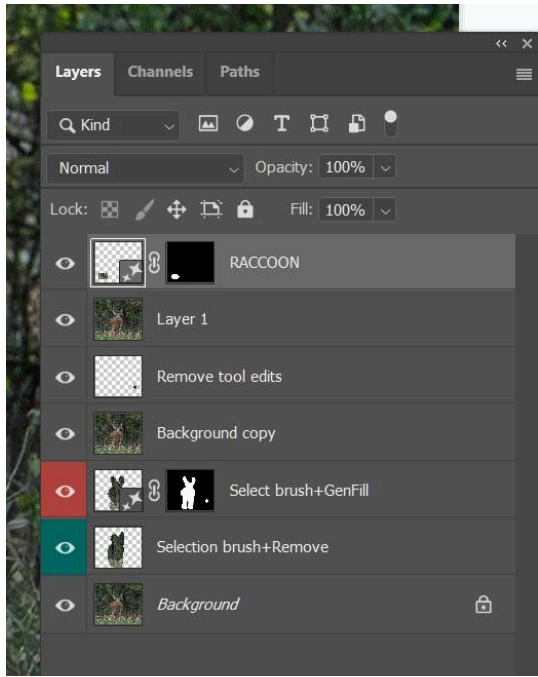 Layers Channels Paths
Kind
Normal Opacity: 100%
Lock: Fill: 100%
RACCOON
Layer 1
Remove tool edits
Background copy
Select brush+GenFill
Selection brush+Remove
Background